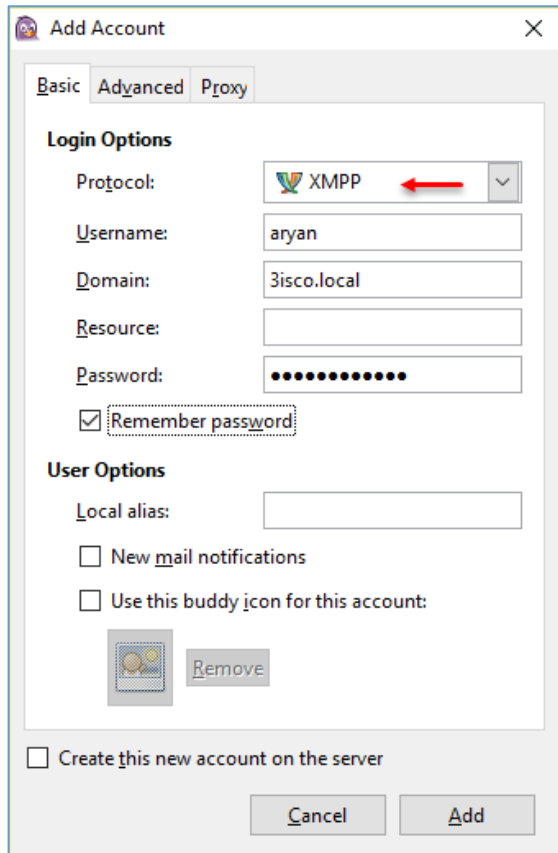 Add Account
Basic Advanced Proxy
Login Options
Protocol: XMPP
Username: aryan
Domain: 3isco.local
Resource:
Password: ●●●●●●●●●●●●
Remember password
User Options
Local alias:
New mail notifications
Use this buddy icon for this account:
Remove
Create this new account on the server
Cancel Add